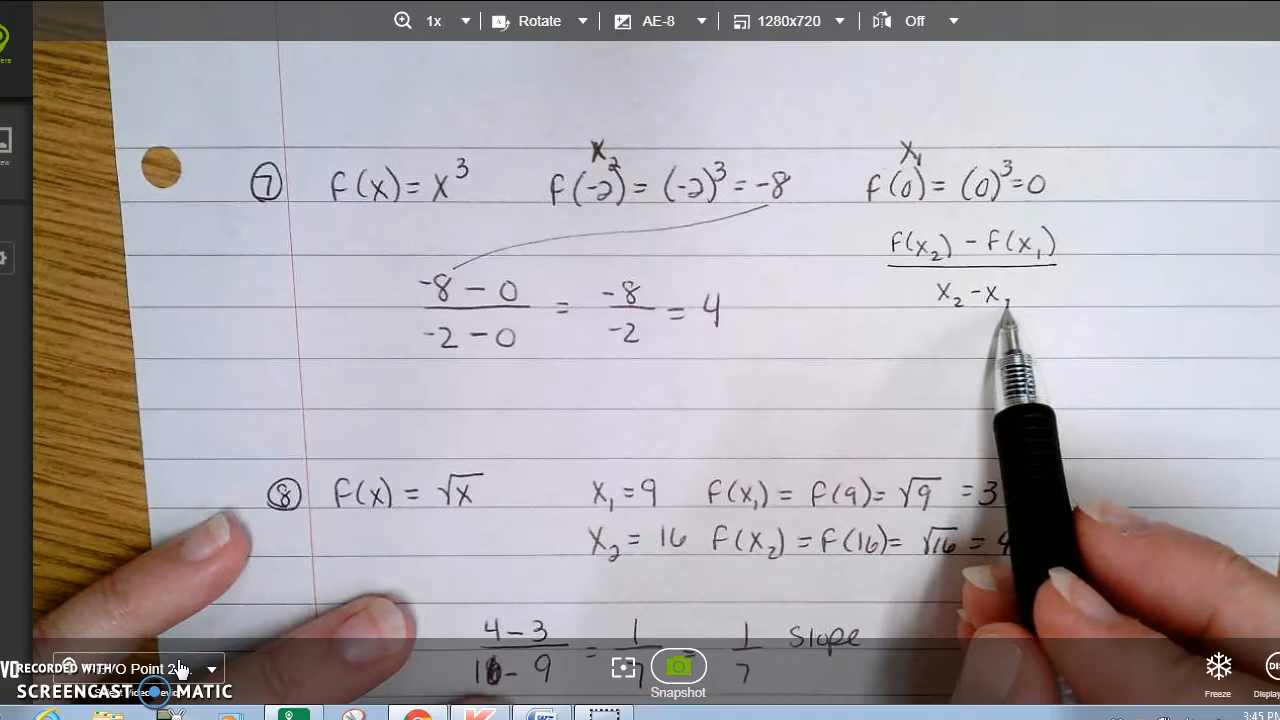 1x Rotate AE-8 1280x720 Off
x₂ x₁
⑦ f(x) = x³ f(-2) = (-2)³ = -8 f(0) = (0)³ = 0
f(x₂) - f(x₁)
x₂ - x₁
-8 - 0 = -8 = 4
-2 - 0 -2
⑧ f(x) = √x x₁ = 9 f(x₁) = f(9) = √9 = 3
x₂ = 16 f(x₂) = f(16) = √16 = 4
4 - 3 = 1 = 1 Slope
16 - 9 7 7
RECORDED WITH
SCREENCAST MATIC
Snapshot
Freeze
3:45 PM